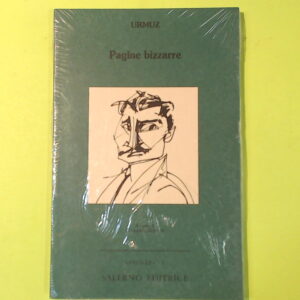 URMUZ
Pagine bizzarre
SALERNO EDITRICE